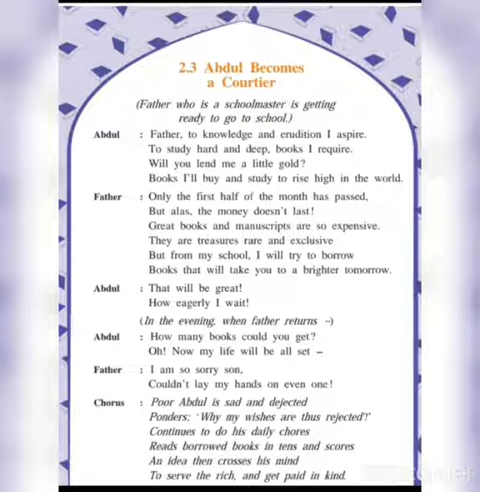 2.3 Abdul Becomes
a Courtier
(Father who is a schoolmaster is getting
ready to go to school.)
Abdul : Father, to knowledge and erudition I aspire.
To study hard and deep, books I require.
Will you lend me a little gold?
Books I'll buy and study to rise high in the world.
Father : Only the first half of the month has passed,
But alas, the money doesn't last!
Great books and manuscripts are so expensive.
They are treasures rare and exclusive
But from my school, I will try to borrow
Books that will take you to a brighter tomorrow.
Abdul : That will be great!
How eagerly I wait!
(In the evening, when father returns –)
Abdul : How many books could you get?
Oh! Now my life will be all set –
Father : I am so sorry son,
Couldn't lay my hands on even one!
Chorus : Poor Abdul is sad and dejected
Ponders; 'Why my wishes are thus rejected?'
Continues to do his daily chores
Reads borrowed books in tens and scores
An idea then crosses his mind
To serve the rich, and get paid in kind.